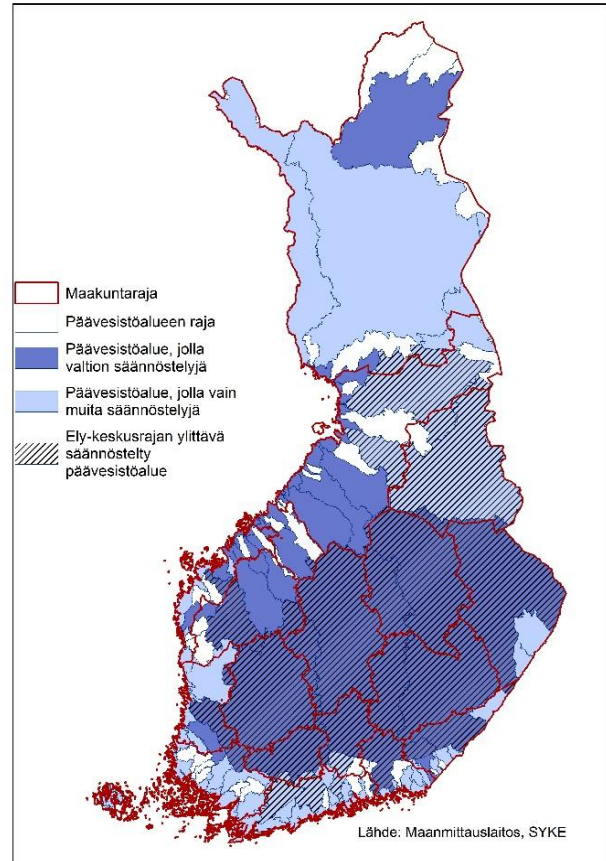 Maakuntaraja
Päävesistöalueen raja
Päävesistöalue, jolla
valtion säännöstelyjä
Päävesistöalue, jolla vain
muita säännöstelyjä
Ely-keskusrajan ylittävä
säännöstelty
päävesistöalue
Lähde: Maanmittauslaitos, SYKE